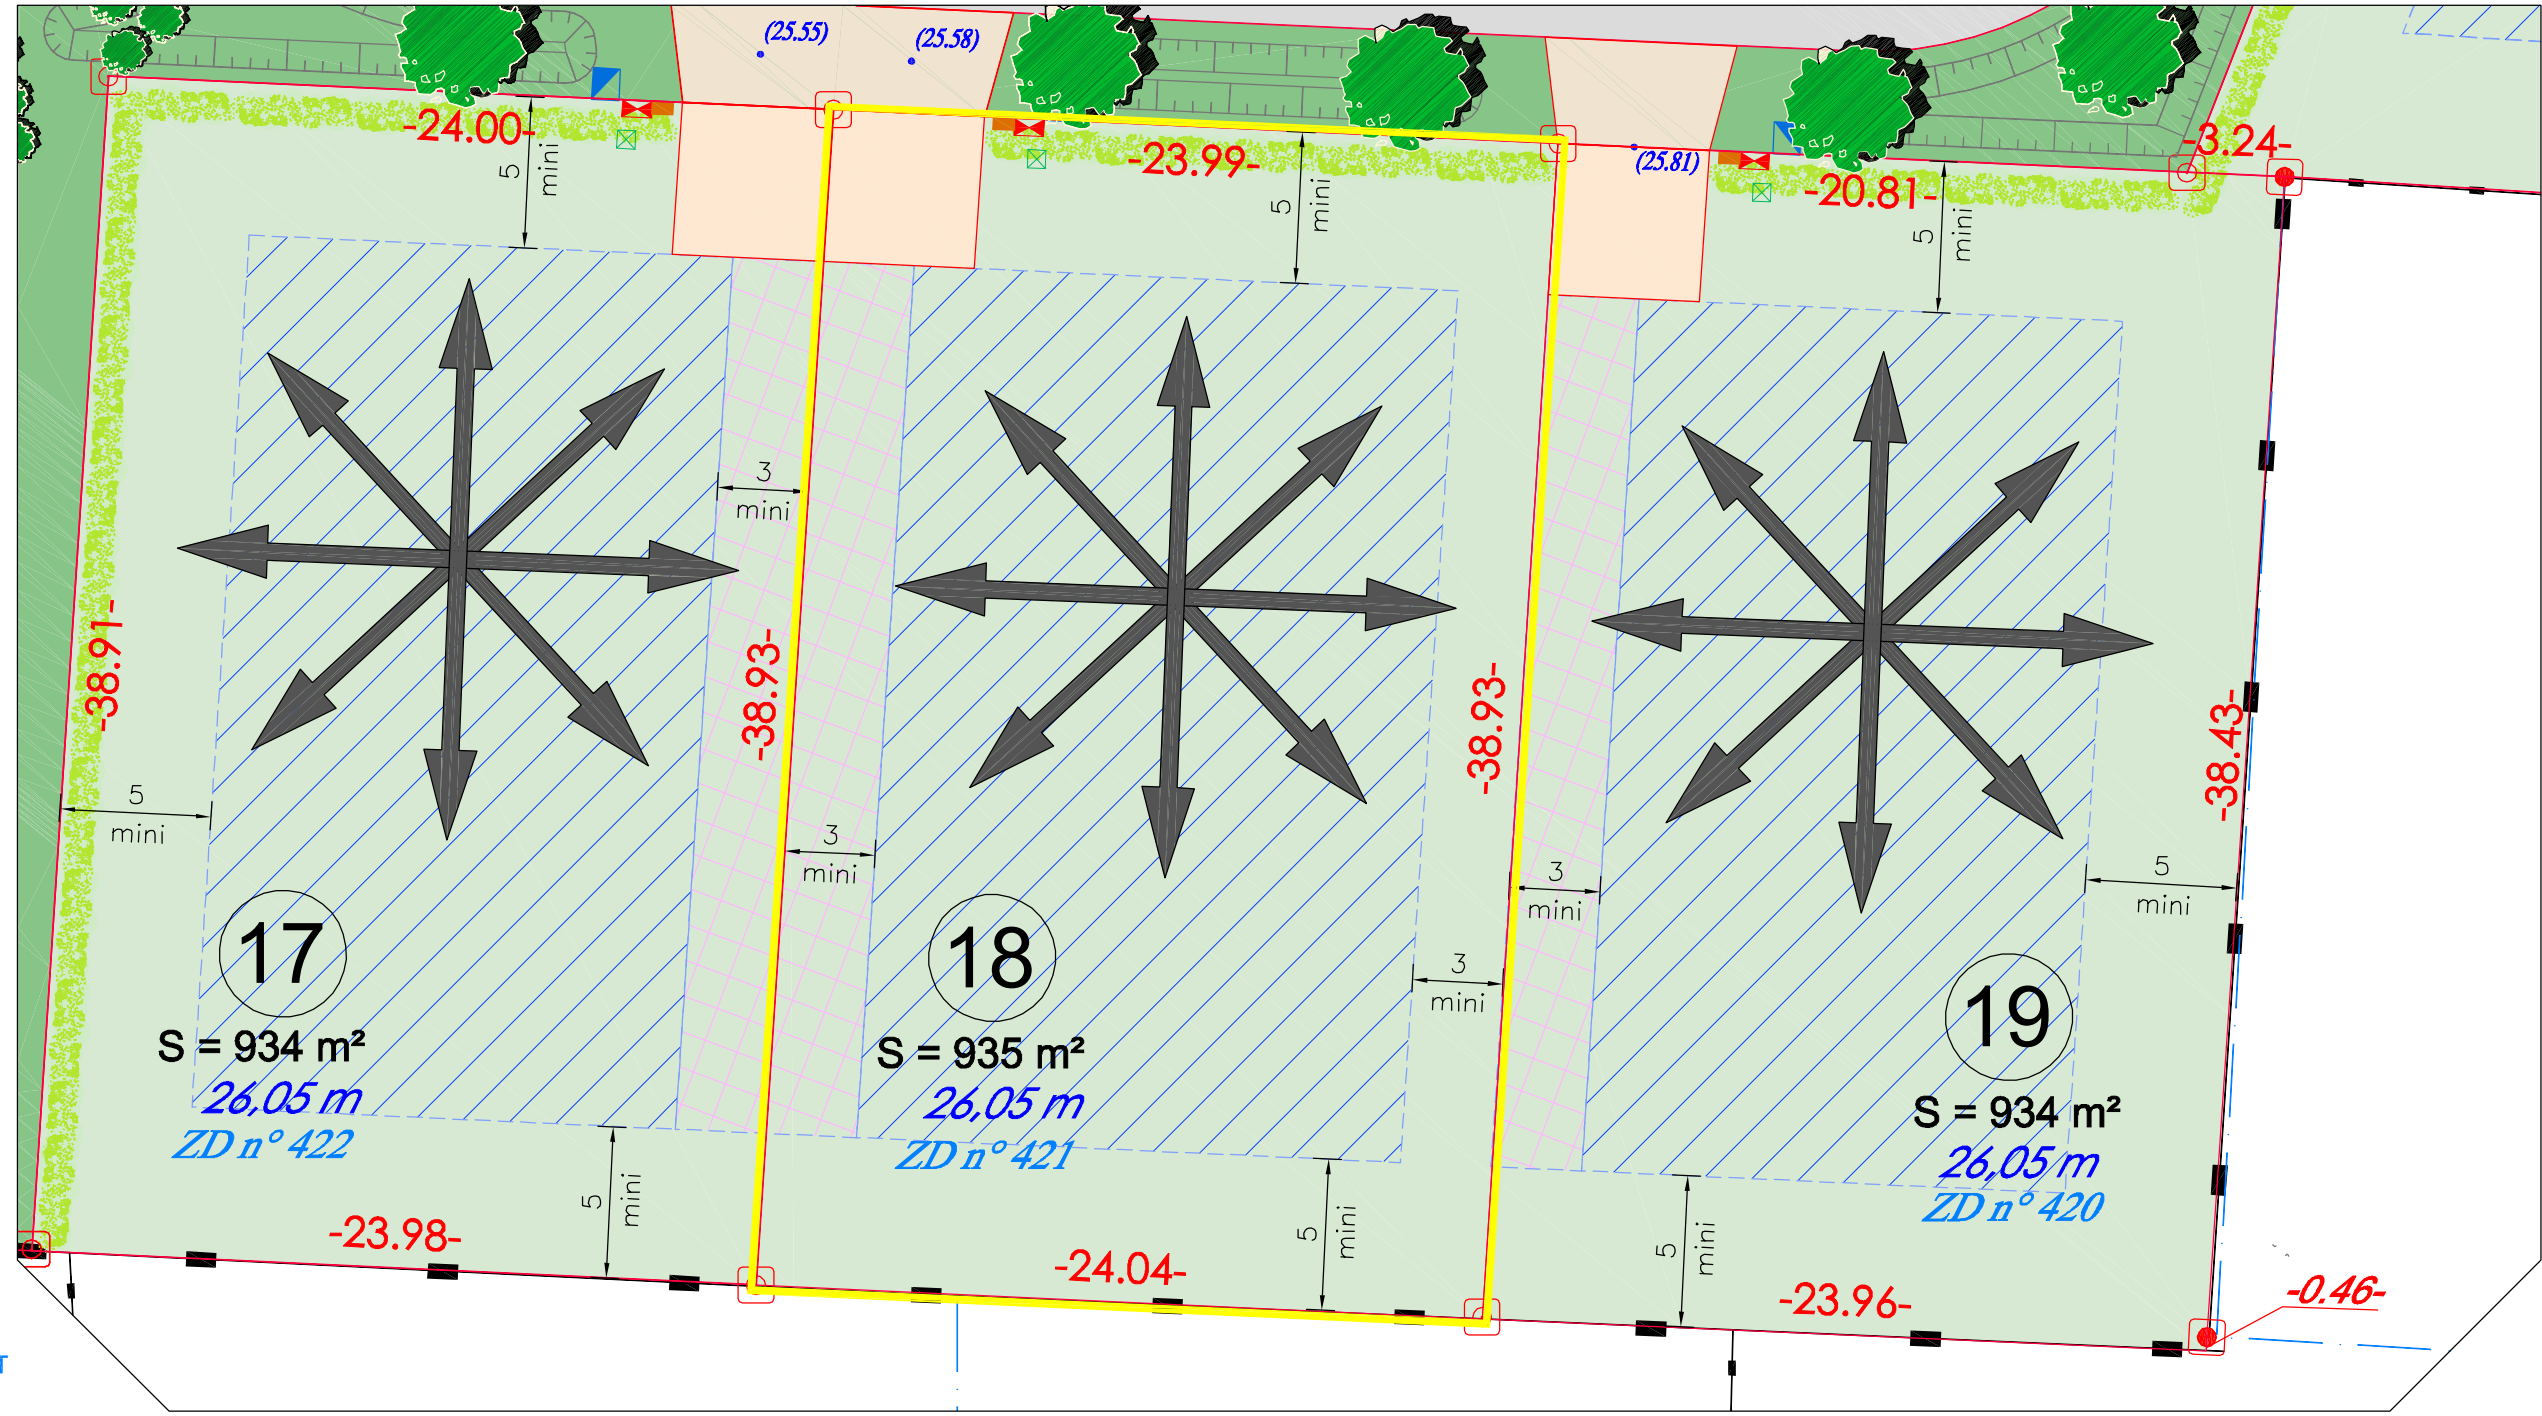 (25.55)
(25.58)
-24.00-
-23.99-
(25.81)
-20.81-
-3.24-
5
mini
5
mini
5
mini
3
mini
-38.91-
-38.93-
-38.93-
-38.43-
5
mini
3
mini
3
mini
5
mini
3
mini
17
S = 934 m²
26,05 m
ZD n° 422
18
S = 935 m²
26,05 m
ZD n° 421
19
S = 934 m²
26,05 m
ZD n° 420
5
mini
5
mini
5
mini
-23.98-
-24.04-
-23.96-
-0.46-
T